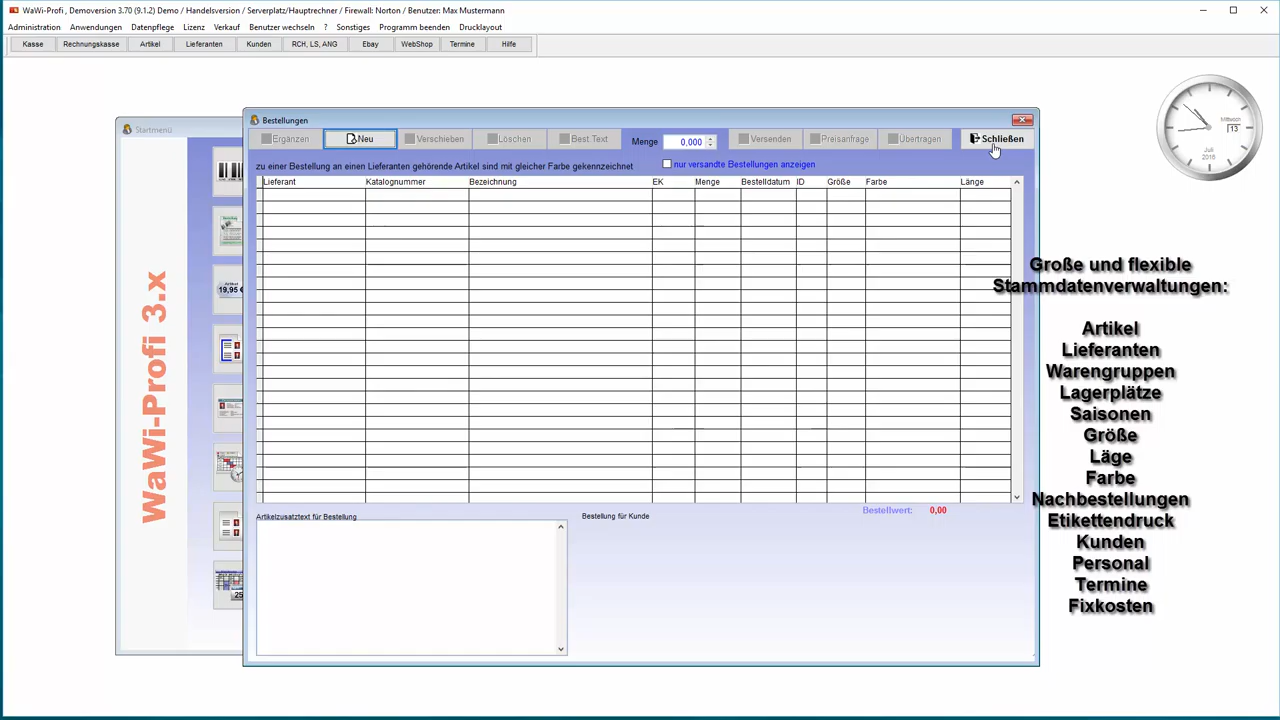 WaWi-Profi , Demoversion 3.70 (9.1.2) Demo / Handelsversion / Serverplatz/Hauptrechner / Firewall: Norton / Benutzer: Max Mustermann
Administration Anwendungen Datenpflege Lizenz Verkauf Benutzer wechseln ? Sonstiges Programm beenden Drucklayout
Kasse Rechnungskasse Artikel Lieferanten Kunden RCH, LS, ANG Ebay WebShop Termine Hilfe
Mittwoch
13
Juli
2016
Startmenü
WaWi-Profi 3.x
Artikel
19,95 €
25
Bestellungen
Ergänzen Neu Verschieben Löschen Best.Text Menge 0,000 Versenden Preisanfrage Übertragen Schließen
zu einer Bestellung an einen Lieferanten gehörende Artikel sind mit gleicher Farbe gekennzeichnet
nur versandte Bestellungen anzeigen
Lieferant Katalognummer Bezeichnung EK Menge Bestelldatum ID Größe Farbe Länge
Bestellwert: 0,00
Artikelzusatztext für Bestellung
Bestellung für Kunde
Große und flexible
Stammdatenverwaltungen:
Artikel
Lieferanten
Warengruppen
Lagerplätze
Saisonen
Größe
Läge
Farbe
Nachbestellungen
Etikettendruck
Kunden
Personal
Termine
Fixkosten